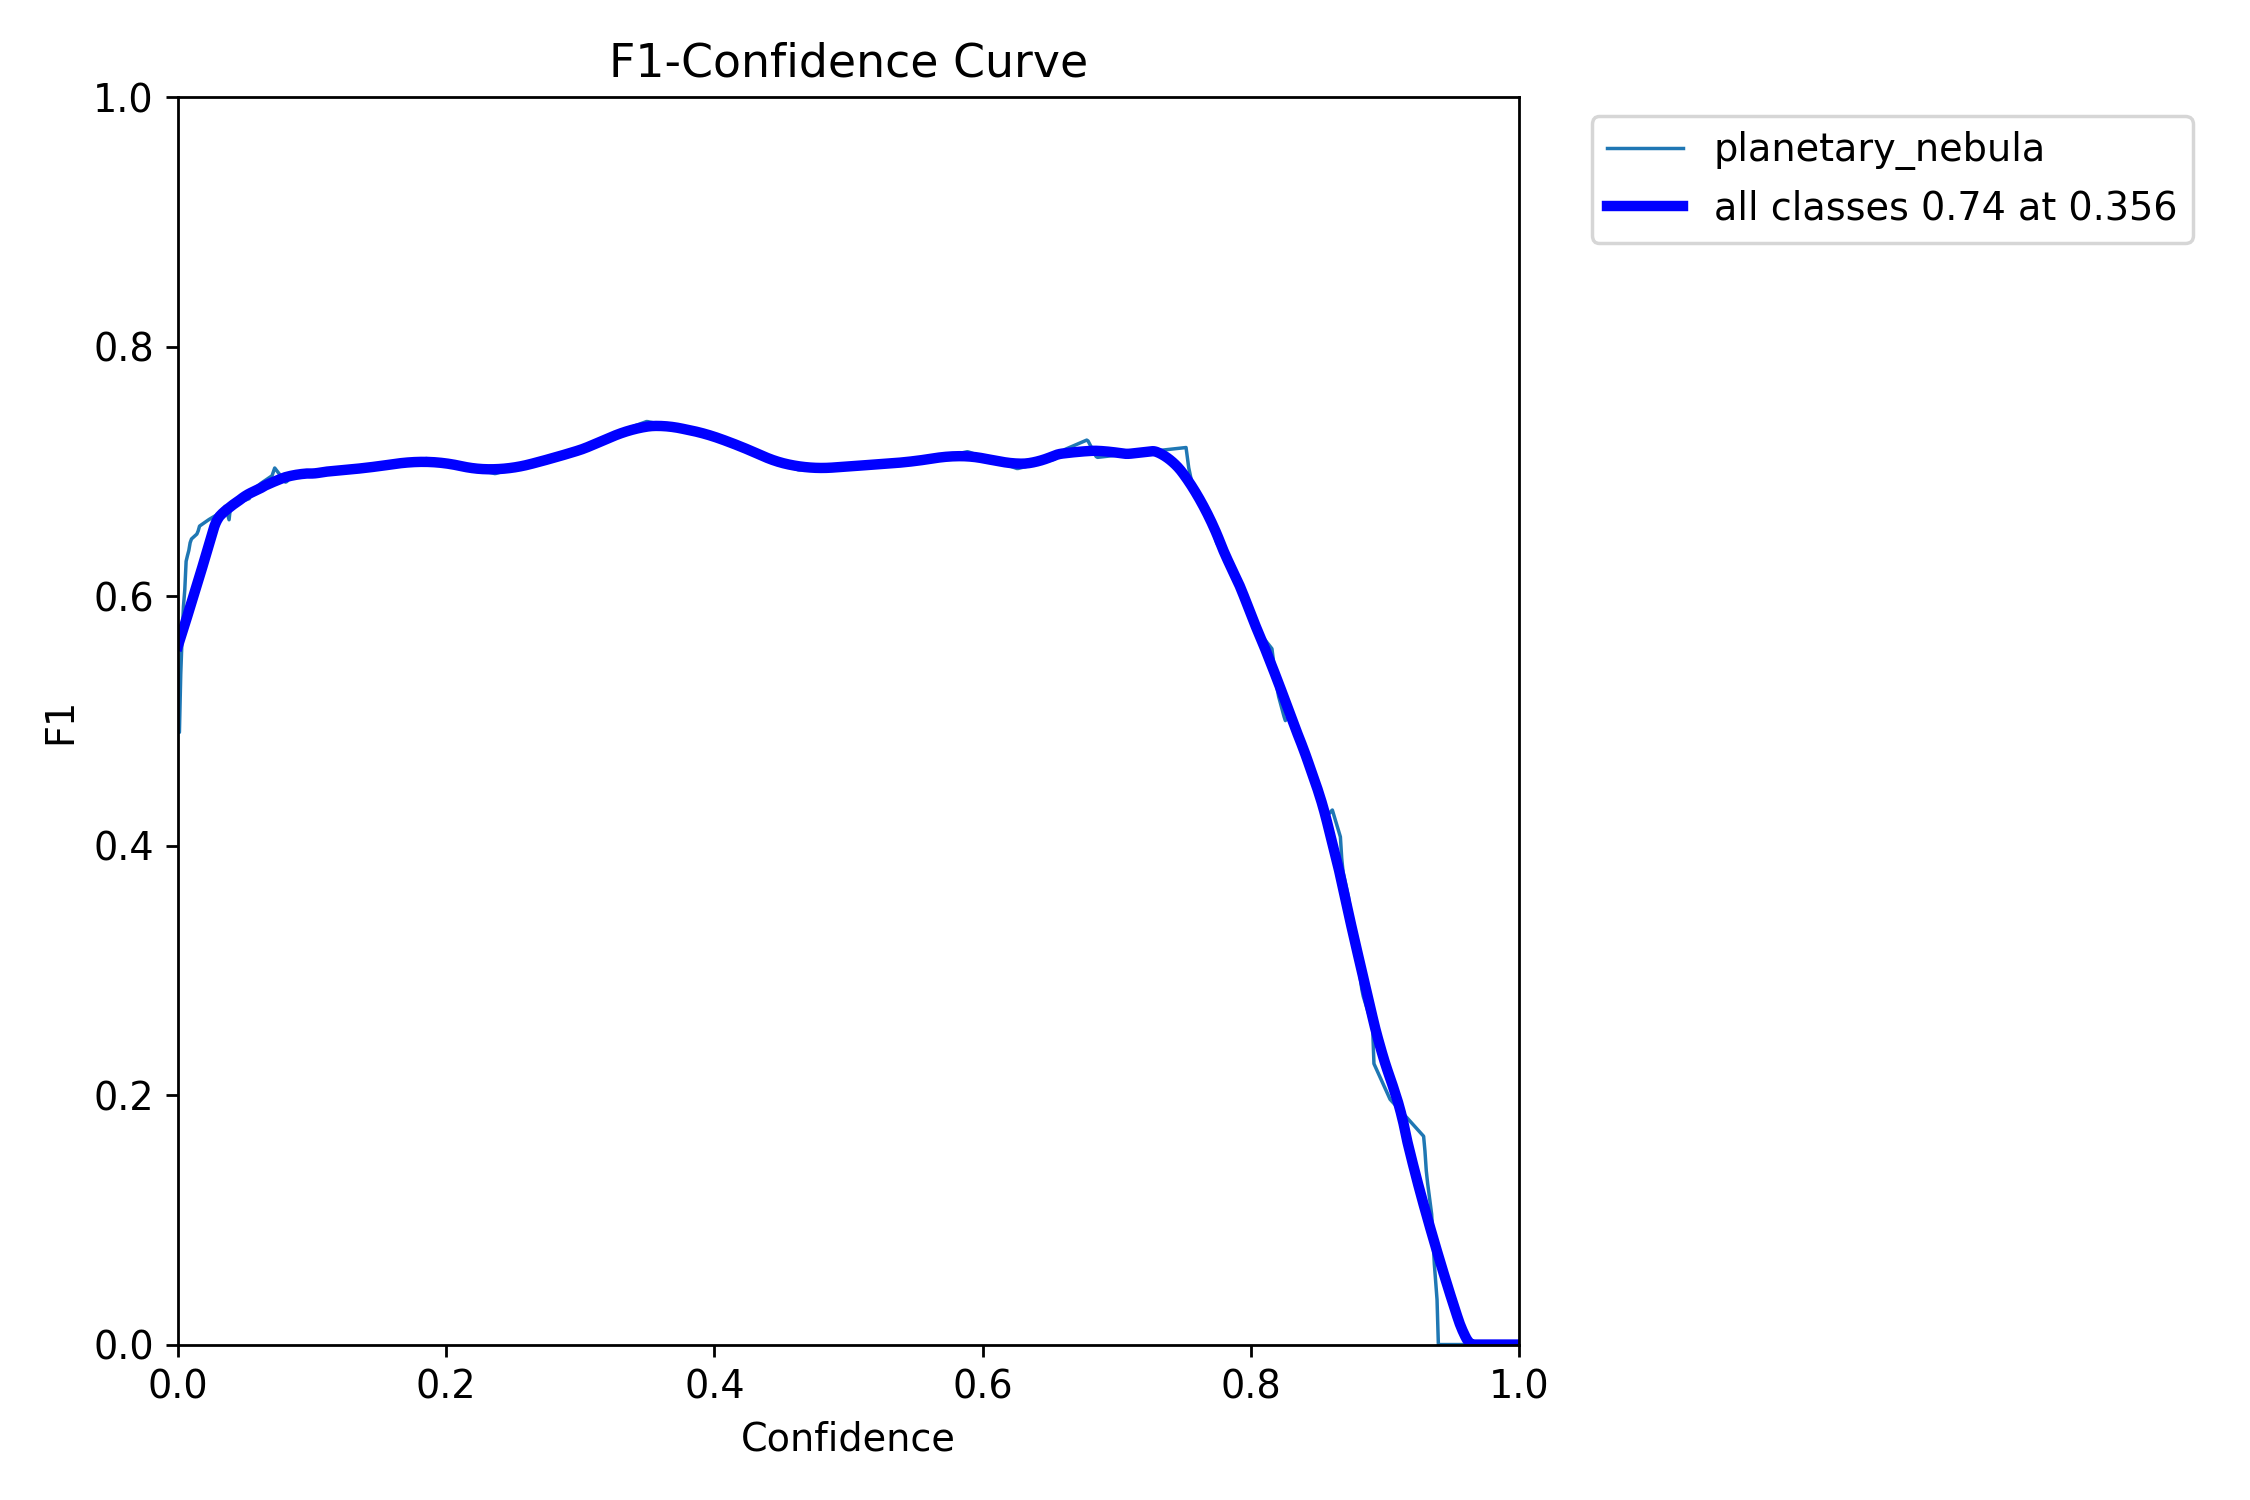 F1-Confidence Curve
planetary_nebula
all classes 0.74 at 0.356
1.0
0.8
0.6
0.4
0.2
0.0
F1
0.0 0.2 0.4 0.6 0.8 1.0
Confidence